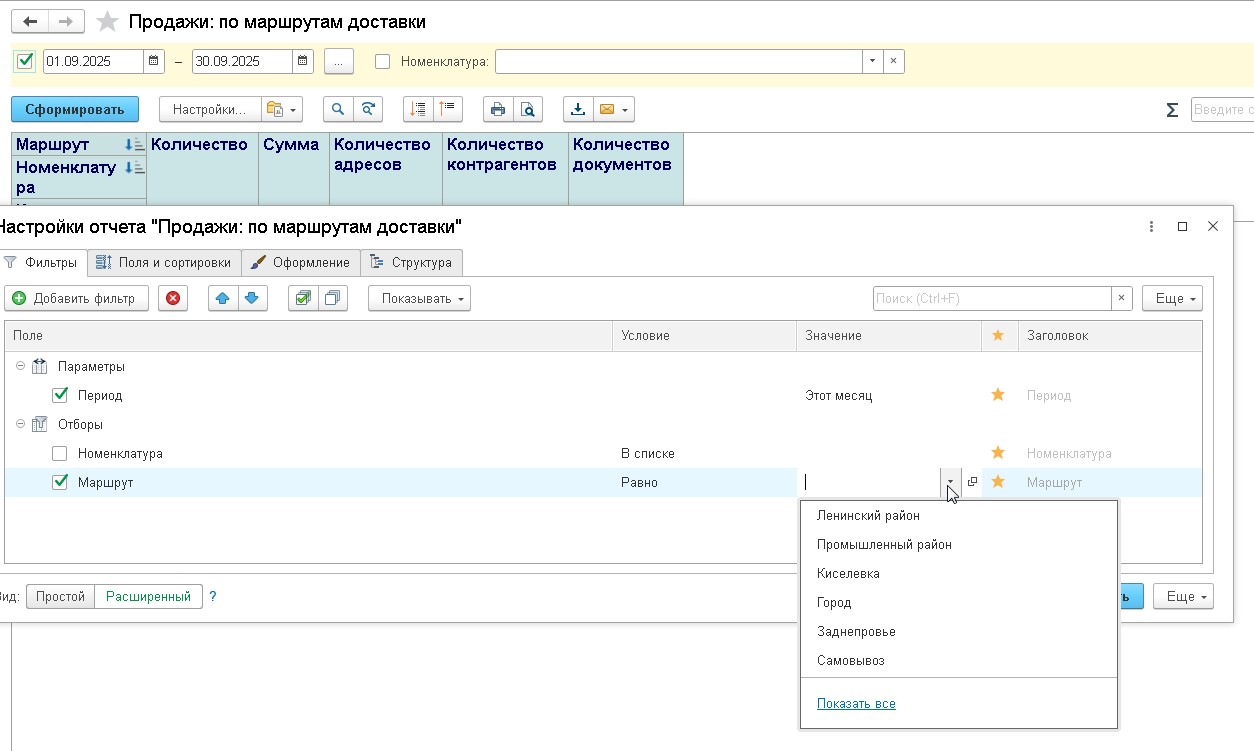 Продажи: по маршрутам доставки
01.09.2025 – 30.09.2025 ... Номенклатура:
Сформировать Настройки... Σ Введите с
Маршрут Количество Сумма Количество адресов Количество контрагентов Количество документов
Номенклату
ра
Настройки отчета "Продажи: по маршрутам доставки"
Фильтры Поля и сортировки Оформление Структура
Добавить фильтр Показывать Поиск (Ctrl+F) × Еще
Поле Условие Значение Заголовок
Параметры
Период Этот месяц Период
Отборы
Номенклатура В списке Номенклатура
Маршрут Равно Маршрут
Ленинский район
Промышленный район
Киселевка
Вид: Простой Расширенный ? ь Еще
Город
Заднепровье
Самовывоз
Показать все